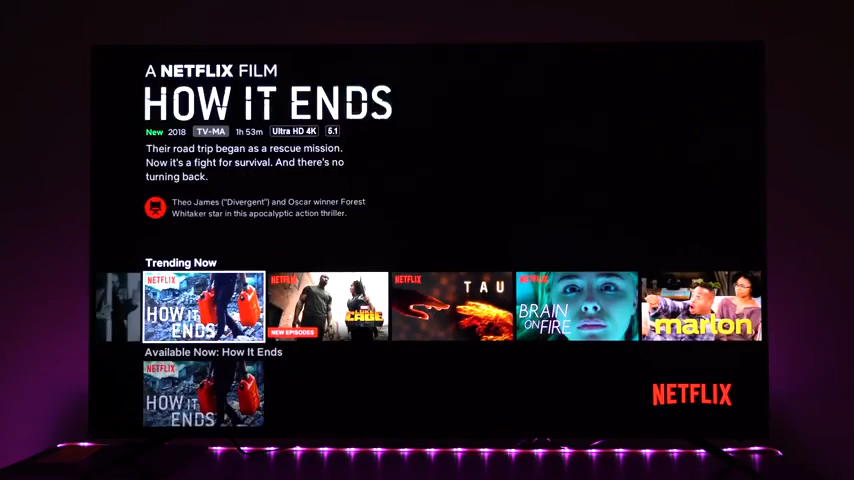 A NETFLIX FILM
HOW IT ENDS
New 2018 TV-MA 1h 53m Ultra HD 4K 5.1
Their road trip began as a rescue mission.
Now it's a fight for survival. And there's no
turning back.
Theo James ("Divergent") and Oscar winner Forest
Whitaker star in this apocalyptic action thriller.
Trending Now
NETFLIX
HOW IT
ENDS
NETFLIX
LUKE
CAGE
NEW EPISODES
NETFLIX
TAU
NETFLIX
BRAIN
ON FIRE
marlon
Available Now: How It Ends
NETFLIX
HOW IT
ENDS
NETFLIX